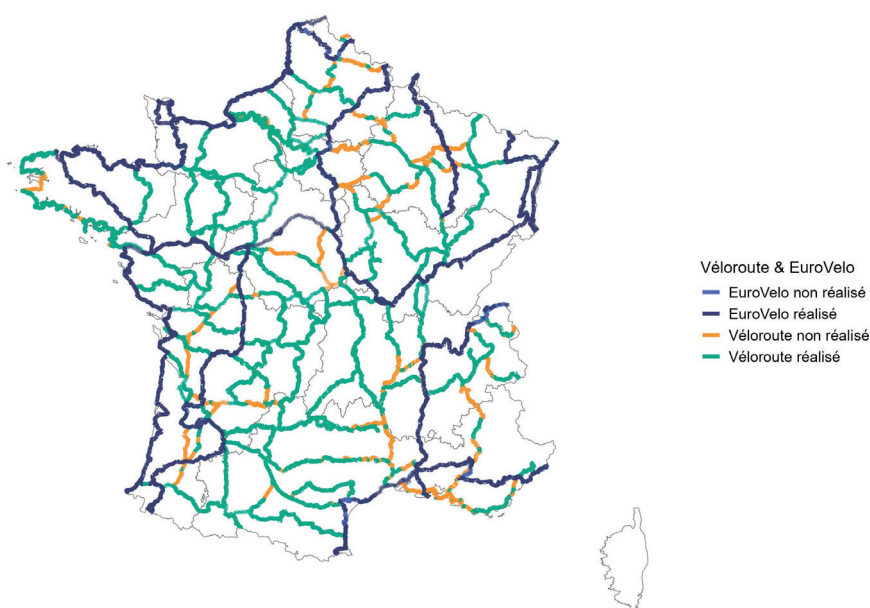 Véloroute & EuroVelo
EuroVelo non réalisé
EuroVelo réalisé
Véloroute non réalisé
Véloroute réalisé